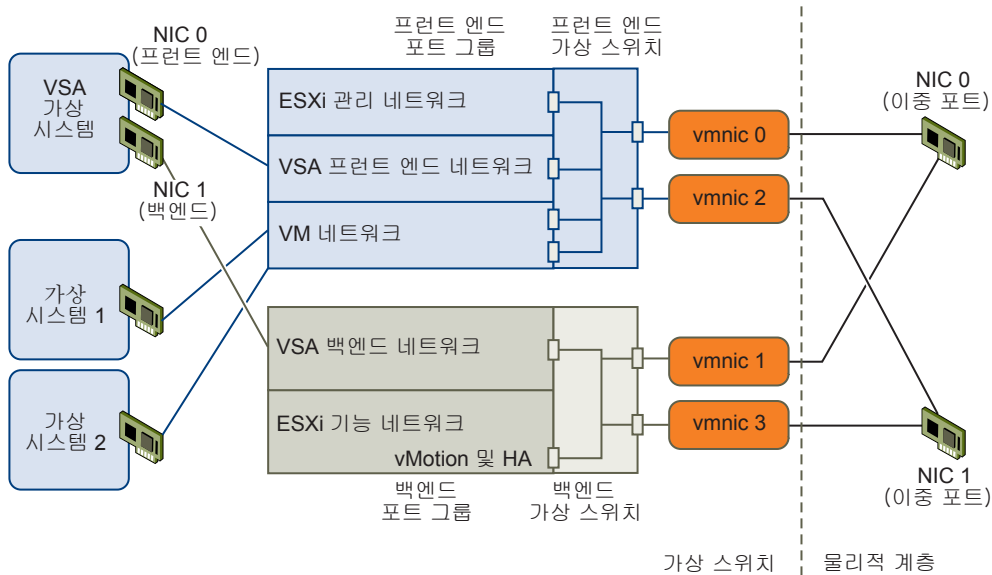 NIC 0
(프런트 엔드)
프런트 엔드
포트 그룹
프런트 엔드
가상 스위치
VSA
가상
시스템
ESXi 관리 네트워크
VSA 프런트 엔드 네트워크
VM 네트워크
vmnic 0
vmnic 2
NIC 0
(이중 포트)
NIC 1
(백엔드)
가상
시스템 1
가상
시스템 2
VSA 백엔드 네트워크
ESXi 기능 네트워크
vMotion 및 HA
vmnic 1
vmnic 3
NIC 1
(이중 포트)
백엔드
포트 그룹
백엔드
가상 스위치
가상 스위치
물리적 계층